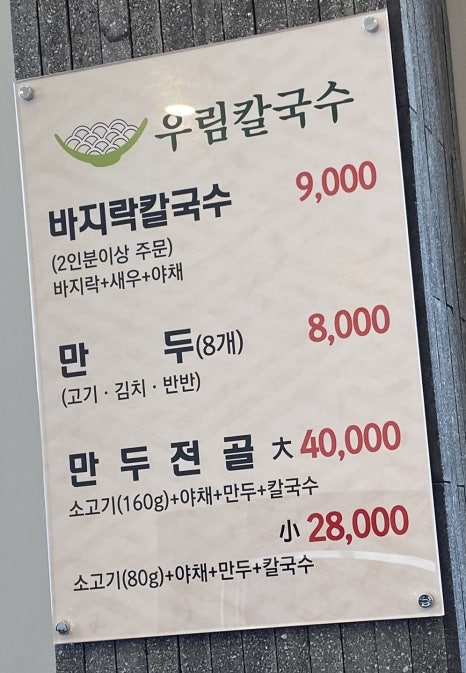 우림칼국수
바지락칼국수 9,000
(2인분이상 주문)
바지락+새우+야채
만 두(8개) 8,000
(고기 · 김치 · 반반)
만 두 전 골 大 40,000
소고기(160g)+야채+만두+칼국수
小 28,000
소고기(80g)+야채+만두+칼국수